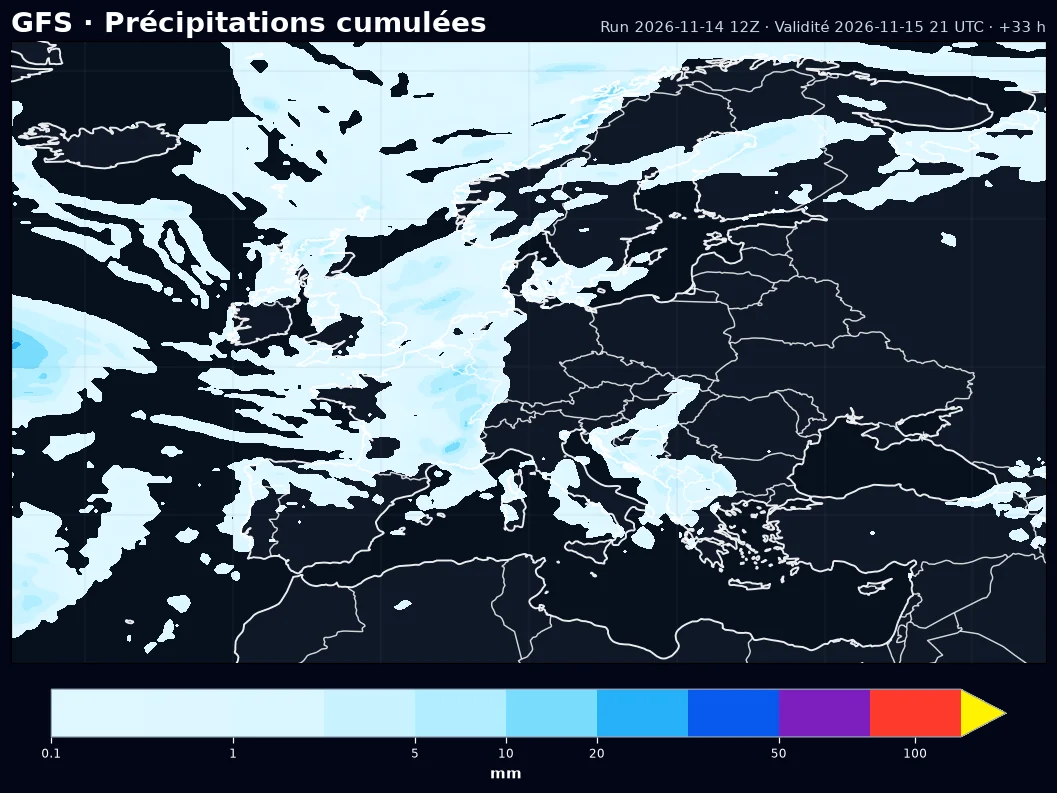 GFS · Précipitations cumulées
Run 2026-11-14 12Z · Validité 2026-11-15 21 UTC · +33 h
0.1 1 5 10 20 50 100
mm